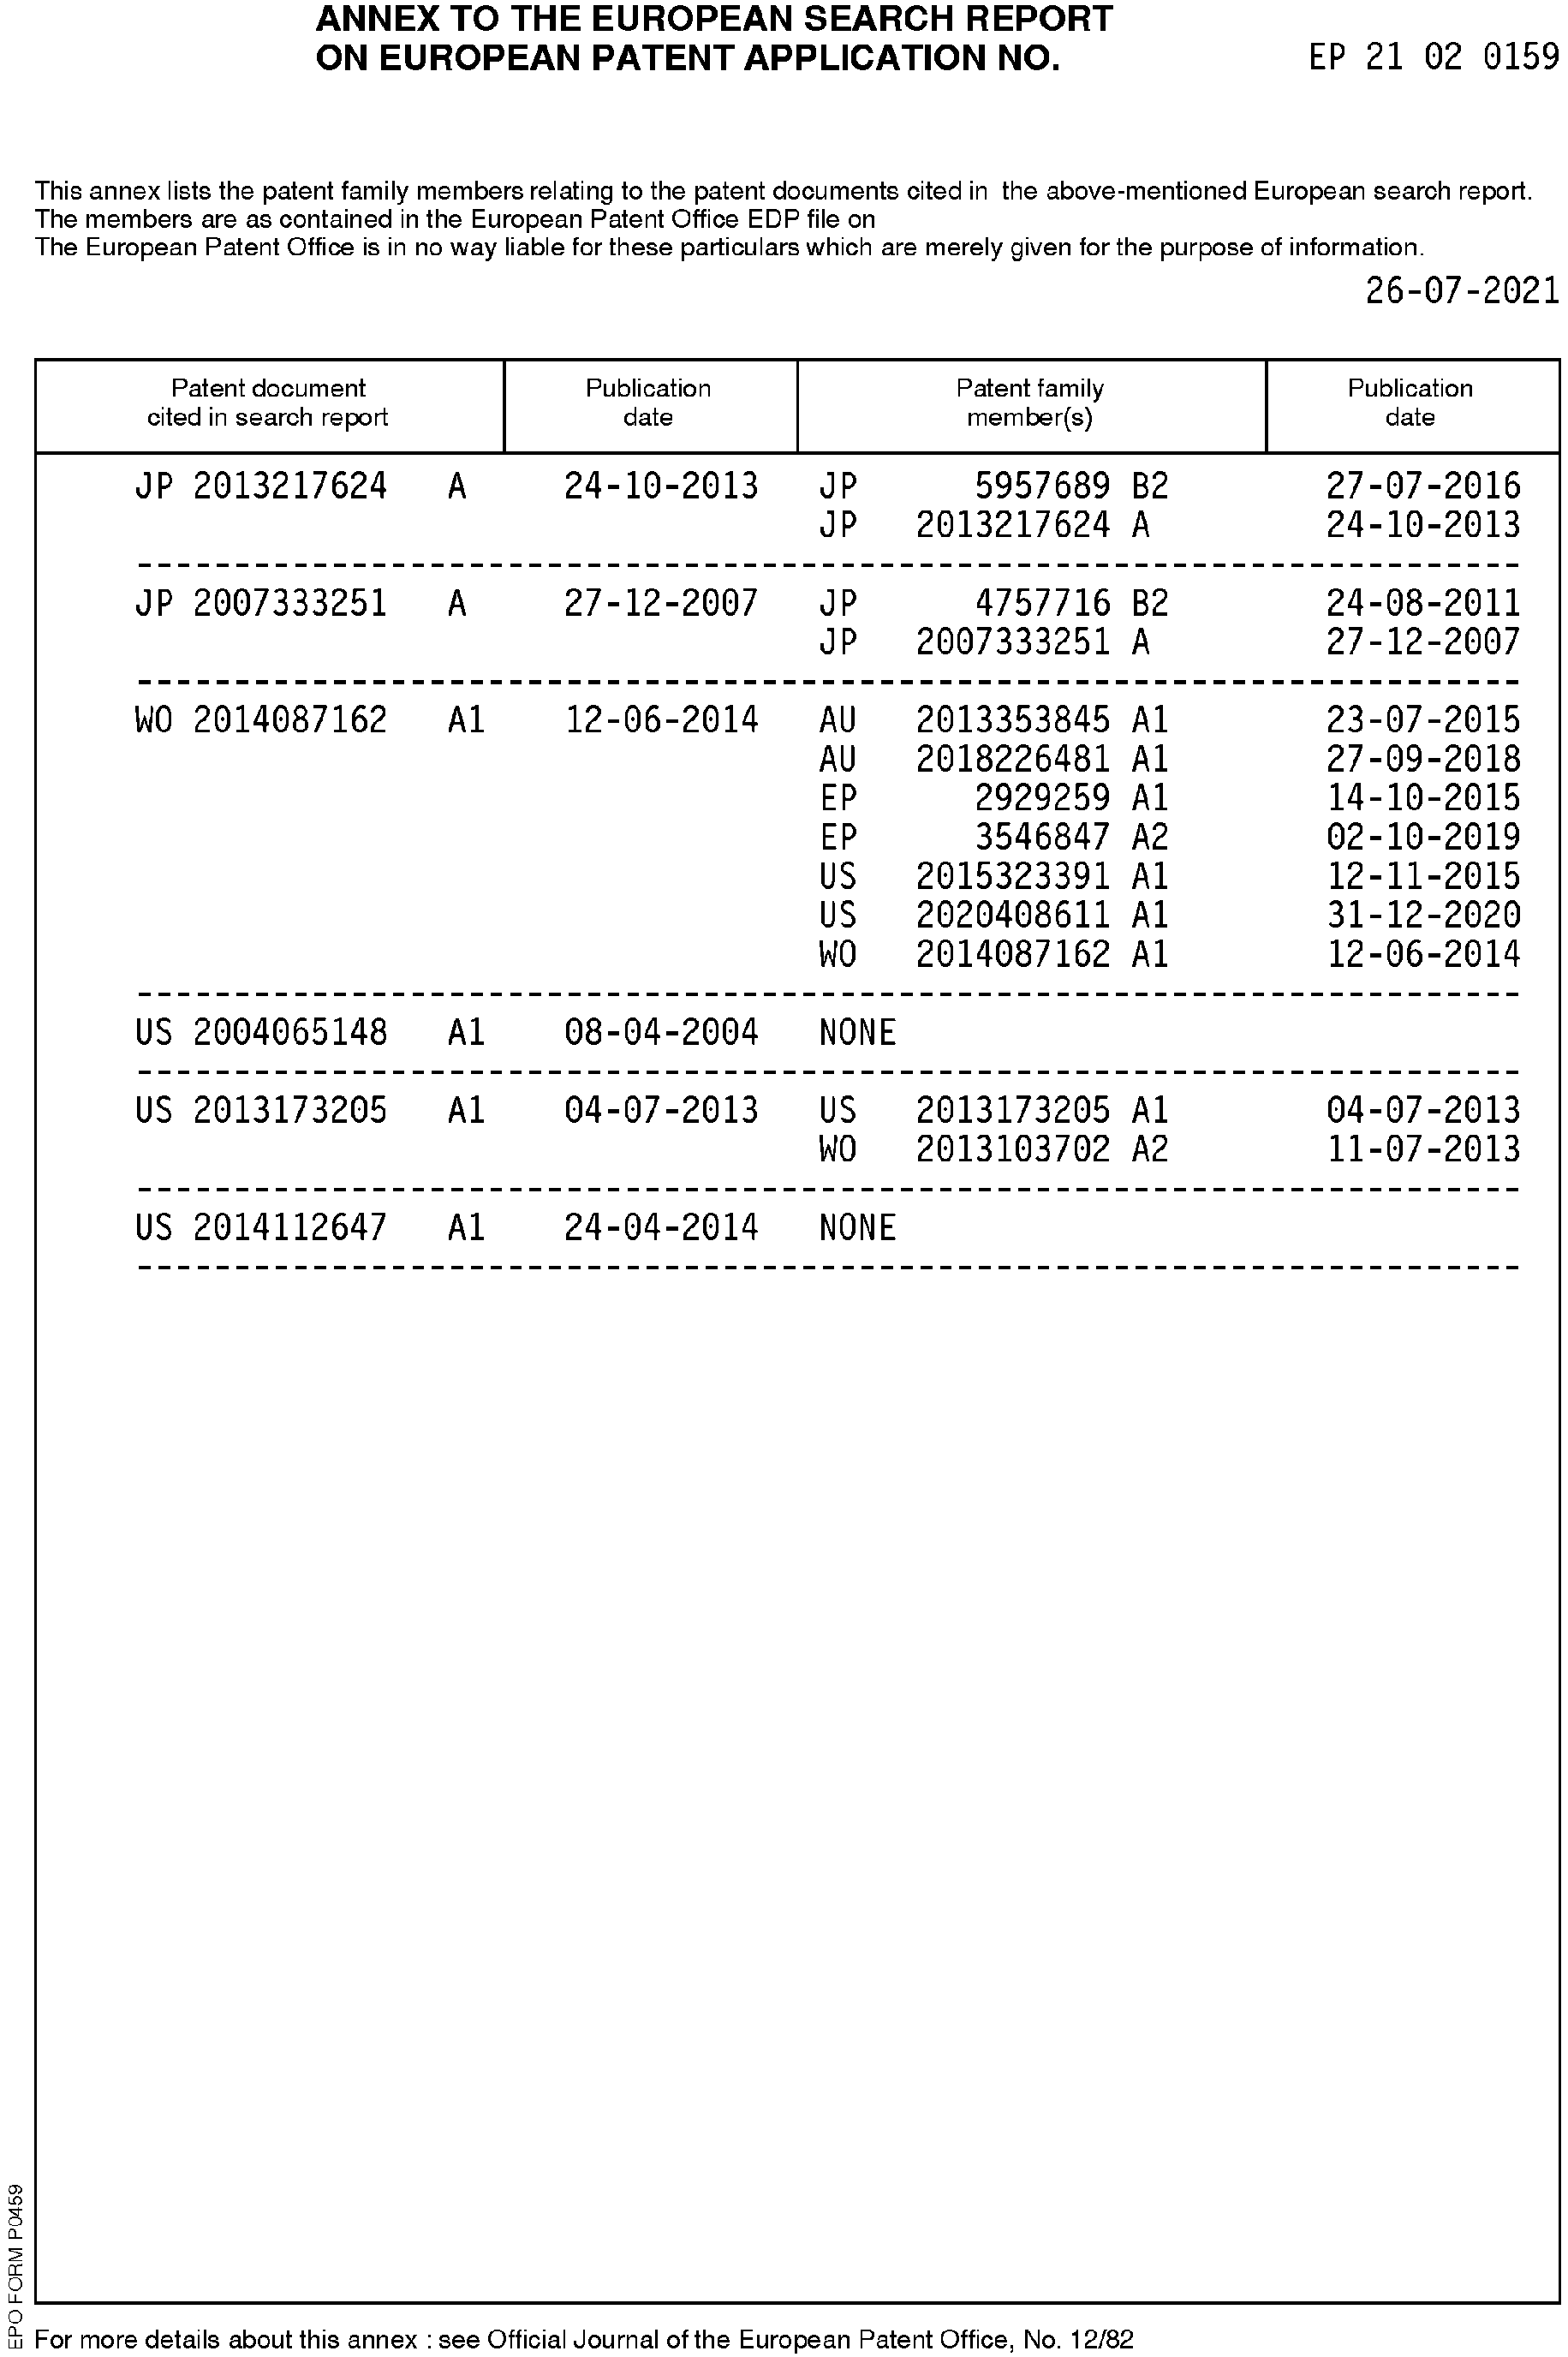 ANNEX TO THE EUROPEAN SEARCH REPORT
ON EUROPEAN PATENT APPLICATION NO. EP 21 02 0159
This annex lists the patent family members relating to the patent documents cited in the above-mentioned European search report.
The members are as contained in the European Patent Office EDP file on
The European Patent Office is in no way liable for these particulars which are merely given for the purpose of information.
26-07-2021
Patent document Publication Patent family Publication
cited in search report date member(s) date
JP 2013217624 A 24-10-2013 JP 5957689 B2 27-07-2016
JP 2013217624 A 24-10-2013
JP 2007333251 A 27-12-2007 JP 4757716 B2 24-08-2011
JP 2007333251 A 27-12-2007
WO 2014087162 A1 12-06-2014 AU 2013353845 A1 23-07-2015
AU 2018226481 A1 27-09-2018
EP 2929259 A1 14-10-2015
EP 3546847 A2 02-10-2019
US 2015323391 A1 12-11-2015
US 2020408611 A1 31-12-2020
WO 2014087162 A1 12-06-2014
US 2004065148 A1 08-04-2004 NONE
US 2013173205 A1 04-07-2013 US 2013173205 A1 04-07-2013
WO 2013103702 A2 11-07-2013
US 2014112647 A1 24-04-2014 NONE
EPO FORM P0459
For more details about this annex : see Official Journal of the European Patent Office, No. 12/82